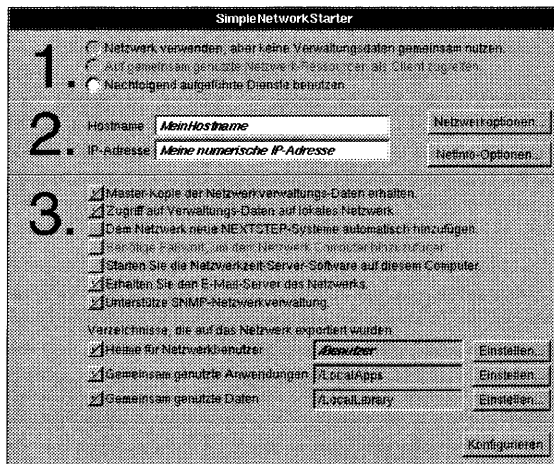 SimpleNetworkStarter
1.
Netzwerk verwenden, aber keine Verwaltungsdaten gemeinsam nutzen.
Auf gemeinsam genutzte Netzwerk-Ressourcen als Client zugreifen.
Nachfolgend aufgeführte Dienste benutzen
2.
Hostname MeinHostname
Netzwerkoptionen...
IP-Adresse Meine numerische IP-Adresse
NetInfo-Optionen...
3.
Master-Kopie der Netzwerkverwaltungs-Daten erhalten.
Zugriff auf Verwaltungs-Daten auf lokales Netzwerk
Dem Netzwerk neue NEXTSTEP-Systeme automatisch hinzufügen.
um dem Netzwerk Computer hinzuzufügen
Starten Sie die Netzwerkzeit Server-Software auf diesem Computer.
Erhalten Sie den E-Mail-Server des Netzwerks.
Unterstütze SNMP-Netzwerkverwaltung.
Verzeichnisse, die auf das Netzwerk exportiert wurden
Heime für Netzwerkbenutzer /Benutzer Einstellen...
Gemeinsam genutzte Anwendungen /LocalApps Einstellen...
Gemeinsam genutzte Daten /LocalLibrary Einstellen...
Konfigurieren